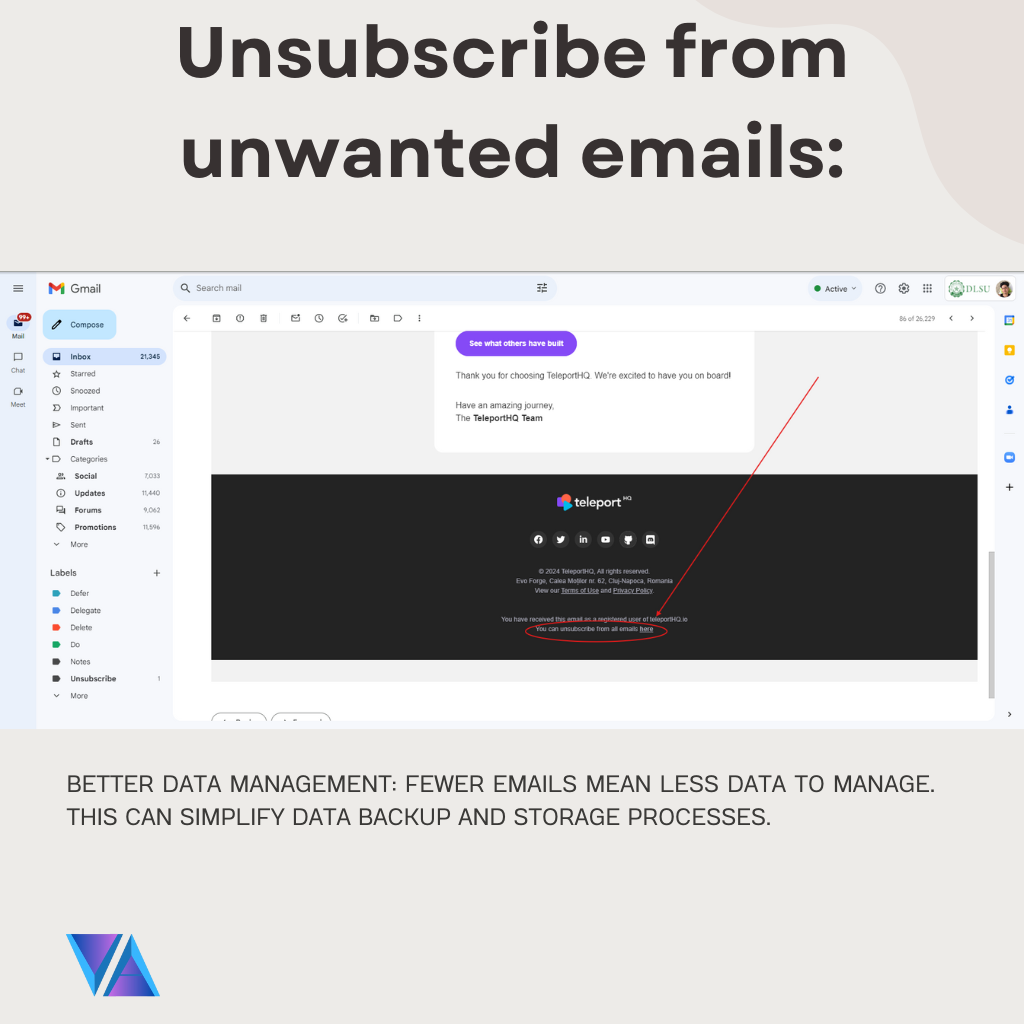 Unsubscribe from
unwanted emails:
Gmail
Search mail
Active
DLSU
99+
Mail
Chat
Meet
Compose
86 of 26,229
Inbox 21,345
Starred
Snoozed
Important
Sent
Drafts 26
Categories
Social 7,033
Updates 11,440
Forums 9,062
Promotions 11,596
More
Labels
Defer
Delegate
Delete
Do
Notes
Unsubscribe 1
More
See what others have built
Thank you for choosing TeleportHQ. We're excited to have you on board!
Have an amazing journey,
The TeleportHQ Team
teleport HQ
© 2024 TeleportHQ, All rights reserved.
Evo Forge, Calea Moților nr. 62, Cluj-Napoca, Romania
View our Terms of Use and Privacy Policy.
You have received this email as a registered user of teleportHQ.io
You can unsubscribe from all emails here
BETTER DATA MANAGEMENT: FEWER EMAILS MEAN LESS DATA TO MANAGE.
THIS CAN SIMPLIFY DATA BACKUP AND STORAGE PROCESSES.
VA